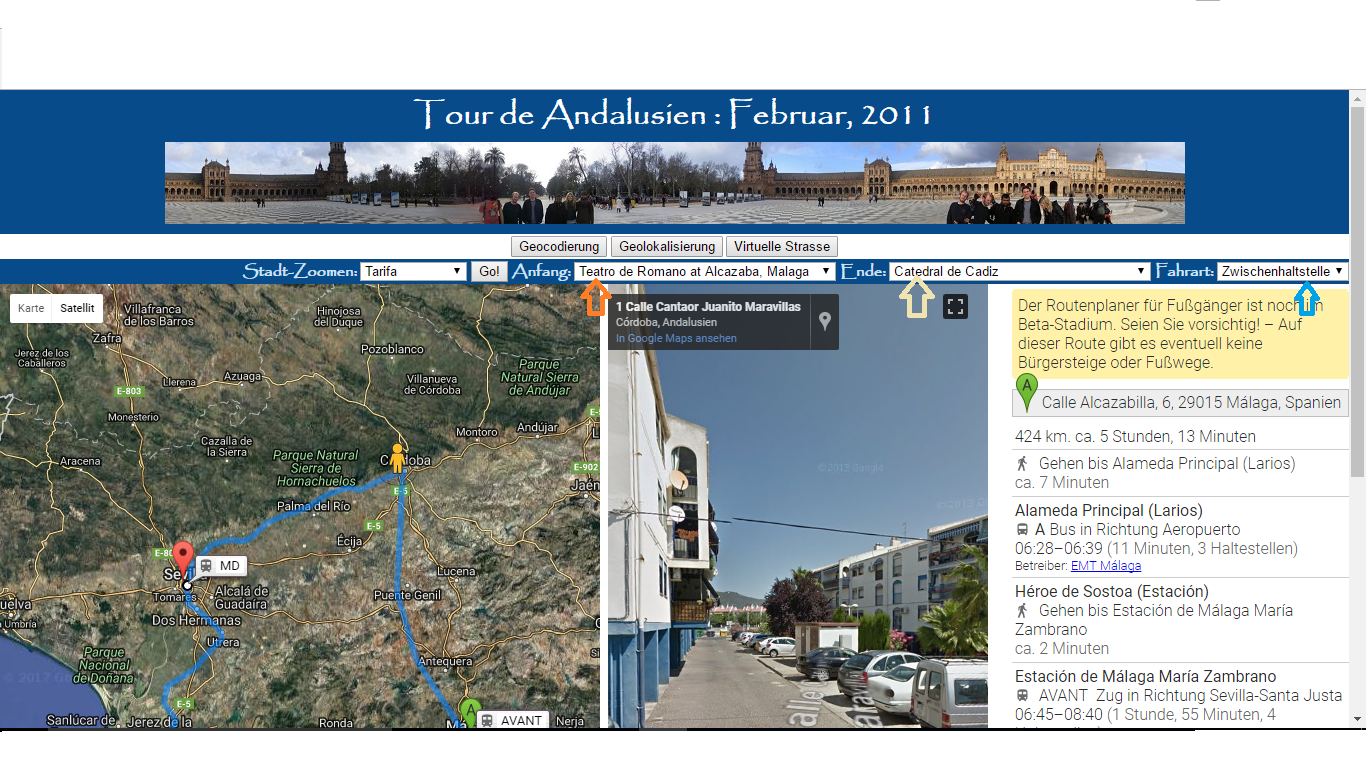 Tour de Andalusien : Februar, 2011
Geocodierung Geolokalisierung Virtuelle Strasse
Stadt-Zoomen: Tarifa Go! Anfang: Teatro de Romano at Alcazaba, Malaga Ende: Catedral de Cadiz Fahrart: Zwischenhaltstelle
Karte Satellit
Villafranca
de los Barros
Hinojosa
del Duque
Zafra
Jerez de los
Caballeros
Pozoblanco
Parque
Natural Sierra
de Andújar
Llerena
Azuaga
Villanueva
de Córdoba
E-803
Monesterio
Montoro
Andújar
Cazalla de
la Sierra
Aracena
Parque Natural
Sierra de
Hornachuelos
Córdoba
E-902
Jaén
E-5
Palma del Río
E-5
Écija
E-80
MD
Sevilla
Lucena
Tomares
Alcalá de
Guadaíra
Puente Genil
Dos Hermanas
Utrera
Parque
Nacional
de Doñana
Antequera
E-5
A
AVANT
Nerja
Sanlúcar de
Jerez de la
Ronda
1 Calle Cantaor Juanito Maravillas
Córdoba, Andalusien
In Google Maps ansehen
Der Routenplaner für Fußgänger ist noch im
Beta-Stadium. Seien Sie vorsichtig! – Auf
dieser Route gibt es eventuell keine
Bürgersteige oder Fußwege.
A Calle Alcazabilla, 6, 29015 Málaga, Spanien
424 km. ca. 5 Stunden, 13 Minuten
Gehen bis Alameda Principal (Larios)
ca. 7 Minuten
Alameda Principal (Larios)
A Bus in Richtung Aeropuerto
06:28–06:39 (11 Minuten, 3 Haltestellen)
Betreiber: EMT Málaga
Héroe de Sostoa (Estación)
Gehen bis Estación de Málaga María
Zambrano
ca. 2 Minuten
Estación de Málaga María Zambrano
AVANT Zug in Richtung Sevilla-Santa Justa
06:45–08:40 (1 Stunde, 55 Minuten, 4